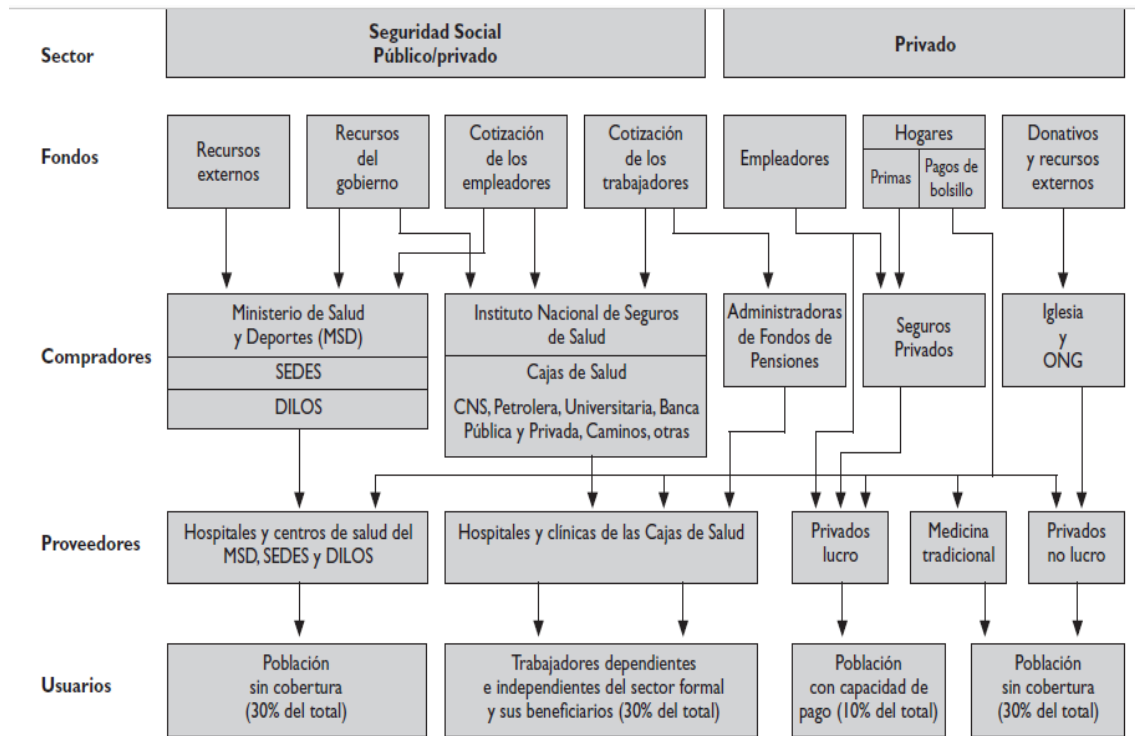 Sector
Seguridad Social
Público/privado
Privado
Fondos
Recursos
externos
Recursos
del
gobierno
Cotización
de los
empleadores
Cotización
de los
trabajadores
Empleadores
Hogares
Primas
Pagos de
bolsillo
Donativos
y recursos
externos
Compradores
Ministerio de Salud
y Deportes (MSD)
SEDES
DILOS
Instituto Nacional de Seguros
de Salud
Cajas de Salud
CNS, Petrolera, Universitaria, Banca
Pública y Privada, Caminos, otras
Administradoras
de Fondos de
Pensiones
Seguros
Privados
Iglesia
y
ONG
Proveedores
Hospitales y centros de salud del
MSD, SEDES y DILOS
Hospitales y clínicas de las Cajas de Salud
Privados
lucro
Medicina
tradicional
Privados
no lucro
Usuarios
Población
sin cobertura
(30% del total)
Trabajadores dependientes
e independientes del sector formal
y sus beneficiarios (30% del total)
Población
con capacidad de
pago (10% del total)
Población
sin cobertura
(30% del total)